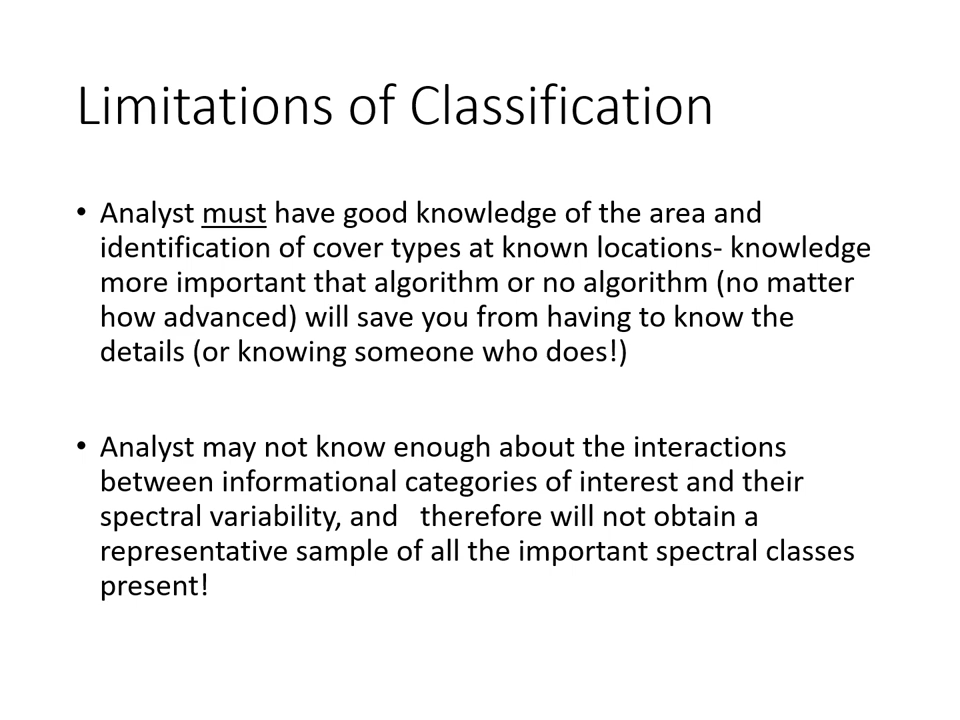 Limitations of Classification
• Analyst must have good knowledge of the area and
identification of cover types at known locations- knowledge
more important that algorithm or no algorithm (no matter
how advanced) will save you from having to know the
details (or knowing someone who does!)
• Analyst may not know enough about the interactions
between informational categories of interest and their
spectral variability, and   therefore will not obtain a
representative sample of all the important spectral classes
present!